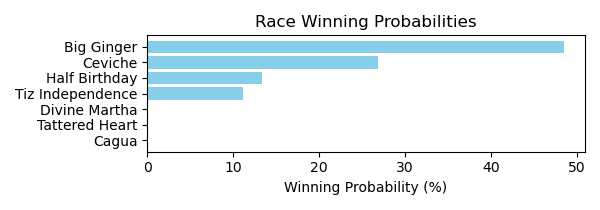 Race Winning Probabilities
Big Ginger
Ceviche
Half Birthday
Tiz Independence
Divine Martha
Tattered Heart
Cagua
0 10 20 30 40 50
Winning Probability (%)